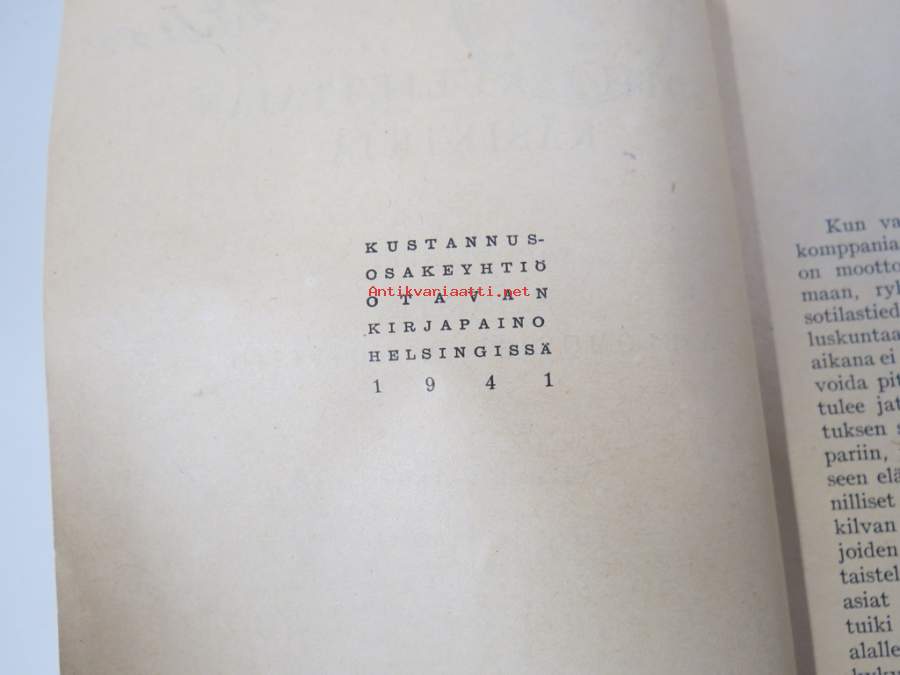 KUSTANNUS-
OSAKEYHTIÖ
Antikvariaatti.net
OTAVAN
KIRJAPAINO
HELSINGISSÄ
1941
Kun va
komppania
on mootto
maan, ryl
sotilastied
luskuntaa
aikana ei
voida pit
tulee jat
tuksen s
pariin,
seen elä
nilliset
kilvan
joiden
taistel
asiat
tuiki
alalle